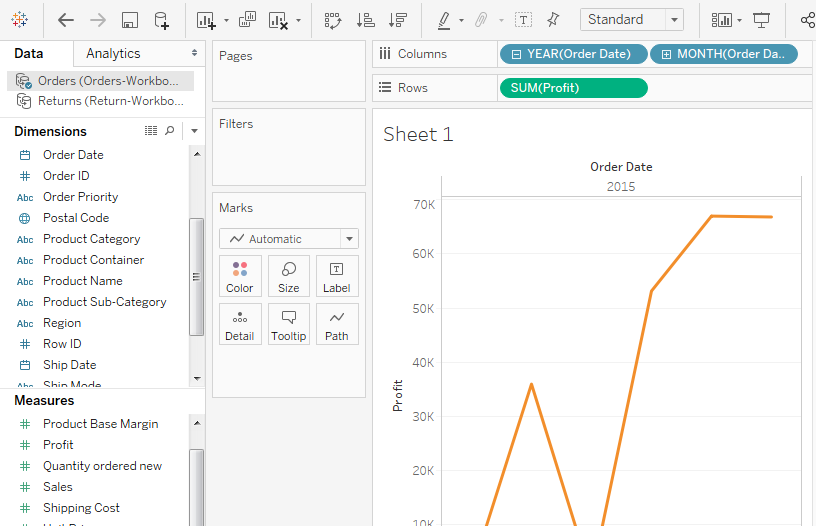 Standard
Data
Analytics
Orders (Orders-Workbo...
Returns (Return-Workbo...
Dimensions
Order Date
Order ID
Abc Order Priority
Postal Code
Abc Product Category
Abc Product Container
Abc Product Name
Abc Product Sub-Category
Abc Region
Row ID
Ship Date
Abc Ship Mode
Measures
Product Base Margin
Profit
Quantity ordered new
Sales
Shipping Cost
Pages
Filters
Marks
Automatic
Color
Size
Label
Detail
Tooltip
Path
Columns
YEAR(Order Date)
MONTH(Order Da..
Rows
SUM(Profit)
Sheet 1
Order Date
2015
70K
60K
50K
40K
30K
20K
10K
Profit